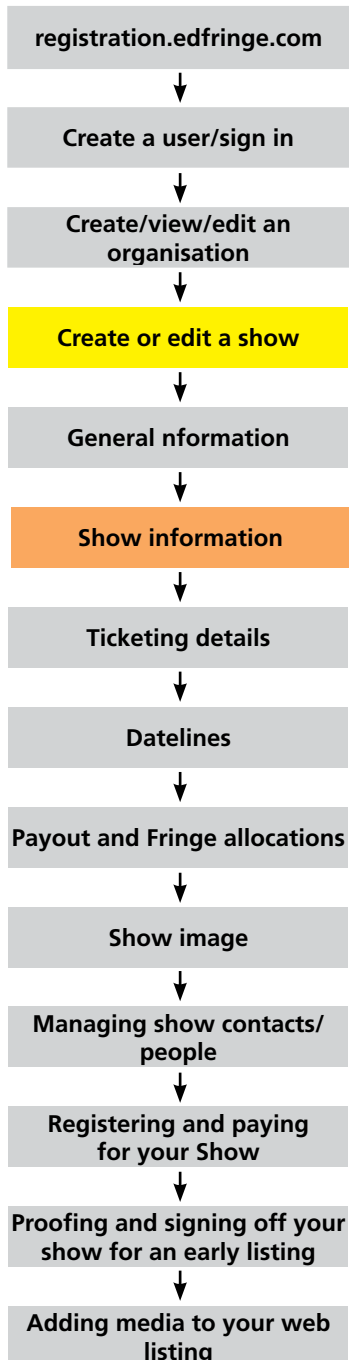 registration.edfringe.com
Create a user/sign in
Create/view/edit an
organisation
Create or edit a show
General nformation
Show information
Ticketing details
Datelines
Payout and Fringe allocations
Show image
Managing show contacts/
people
Registering and paying
for your Show
Proofing and signing off your
show for an early listing
Adding media to your web
listing